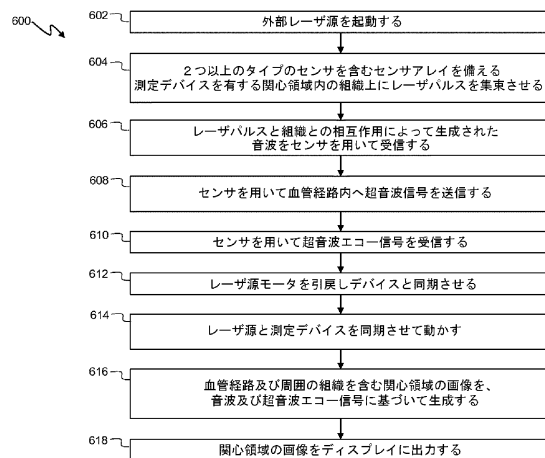 600
602
外部レーザ源を起動する
604
２つ以上のタイプのセンサを含むセンサアレイを備える
測定デバイスを有する関心領域内の組織上にレーザパルスを集束させる
606
レーザパルスと組織との相互作用によって生成された
音波をセンサを用いて受信する
608
センサを用いて血管経路内へ超音波信号を送信する
610
センサを用いて超音波エコー信号を受信する
612
レーザ源モータを引戻しデバイスと同期させる
614
レーザ源と測定デバイスを同期させて動かす
616
血管経路及び周囲の組織を含む関心領域の画像を、
音波及び超音波エコー信号に基づいて生成する
618
関心領域の画像をディスプレイに出力する